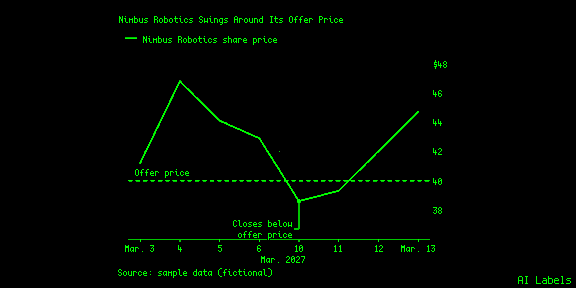 Nimbus Robotics Swings Around Its Offer Price
Nimbus Robotics share price
$48
46
44
42
Offer price
40
38
Closes below
offer price
Mar. 3 4 5 6 10 11 12 Mar. 13
Mar. 2027
Source: sample data (fictional)
AI Labels